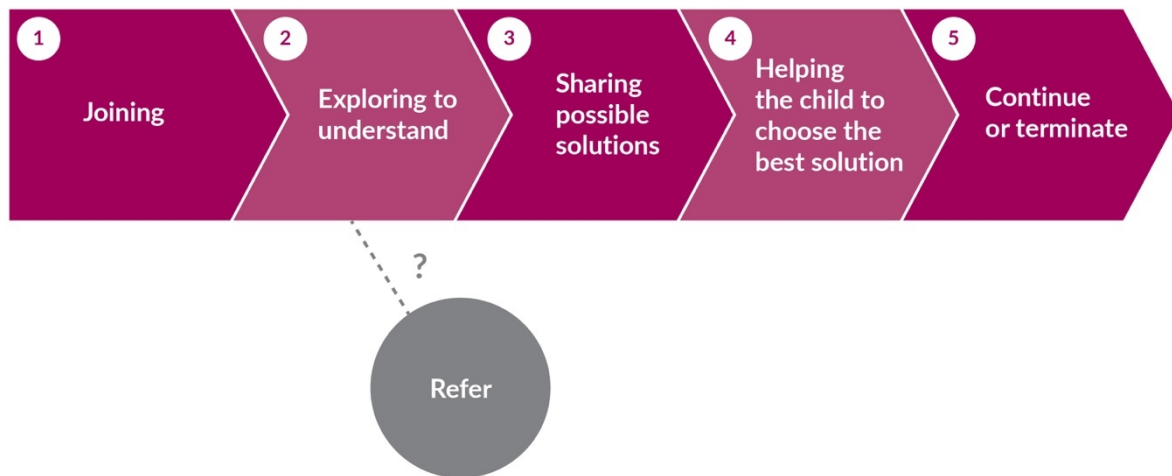 1
Joining
2
Exploring to
understand
3
Sharing
possible
solutions
4
Helping
the child to
choose the
best solution
5
Continue
or terminate
?
Refer